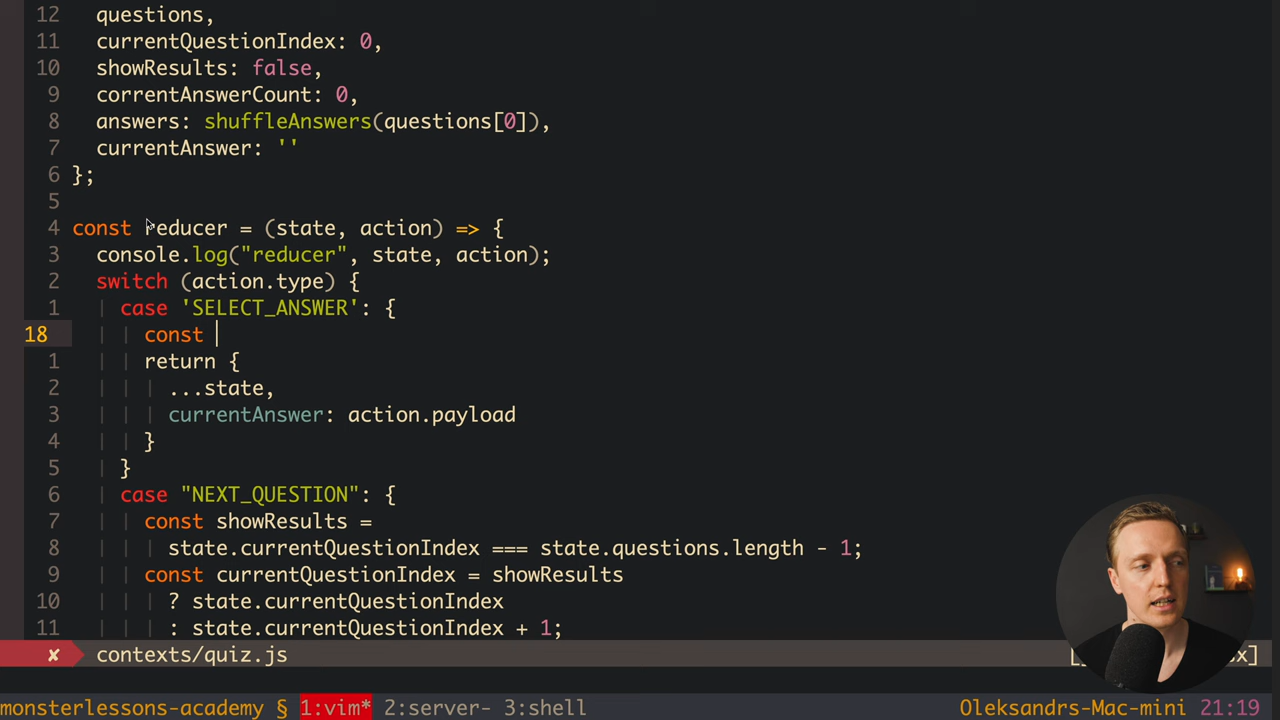 12 questions,
11 currentQuestionIndex: 0,
10 showResults: false,
9 correntAnswerCount: 0,
8 answers: shuffleAnswers(questions[0]),
7 currentAnswer: ''
6 };
5
4 const reducer = (state, action) => {
3 console.log("reducer", state, action);
2 switch (action.type) {
1 case 'SELECT_ANSWER': {
18 const
1 return {
2 ...state,
3 currentAnswer: action.payload
4 }
5 }
6 case "NEXT_QUESTION": {
7 const showResults =
8 state.currentQuestionIndex === state.questions.length - 1;
9 const currentQuestionIndex = showResults
10 ? state.currentQuestionIndex
11 : state.currentQuestionIndex + 1;
✘ contexts/quiz.js
monsterlessons-academy § 1:vim* 2:server- 3:shell Oleksandrs-Mac-mini 21:19